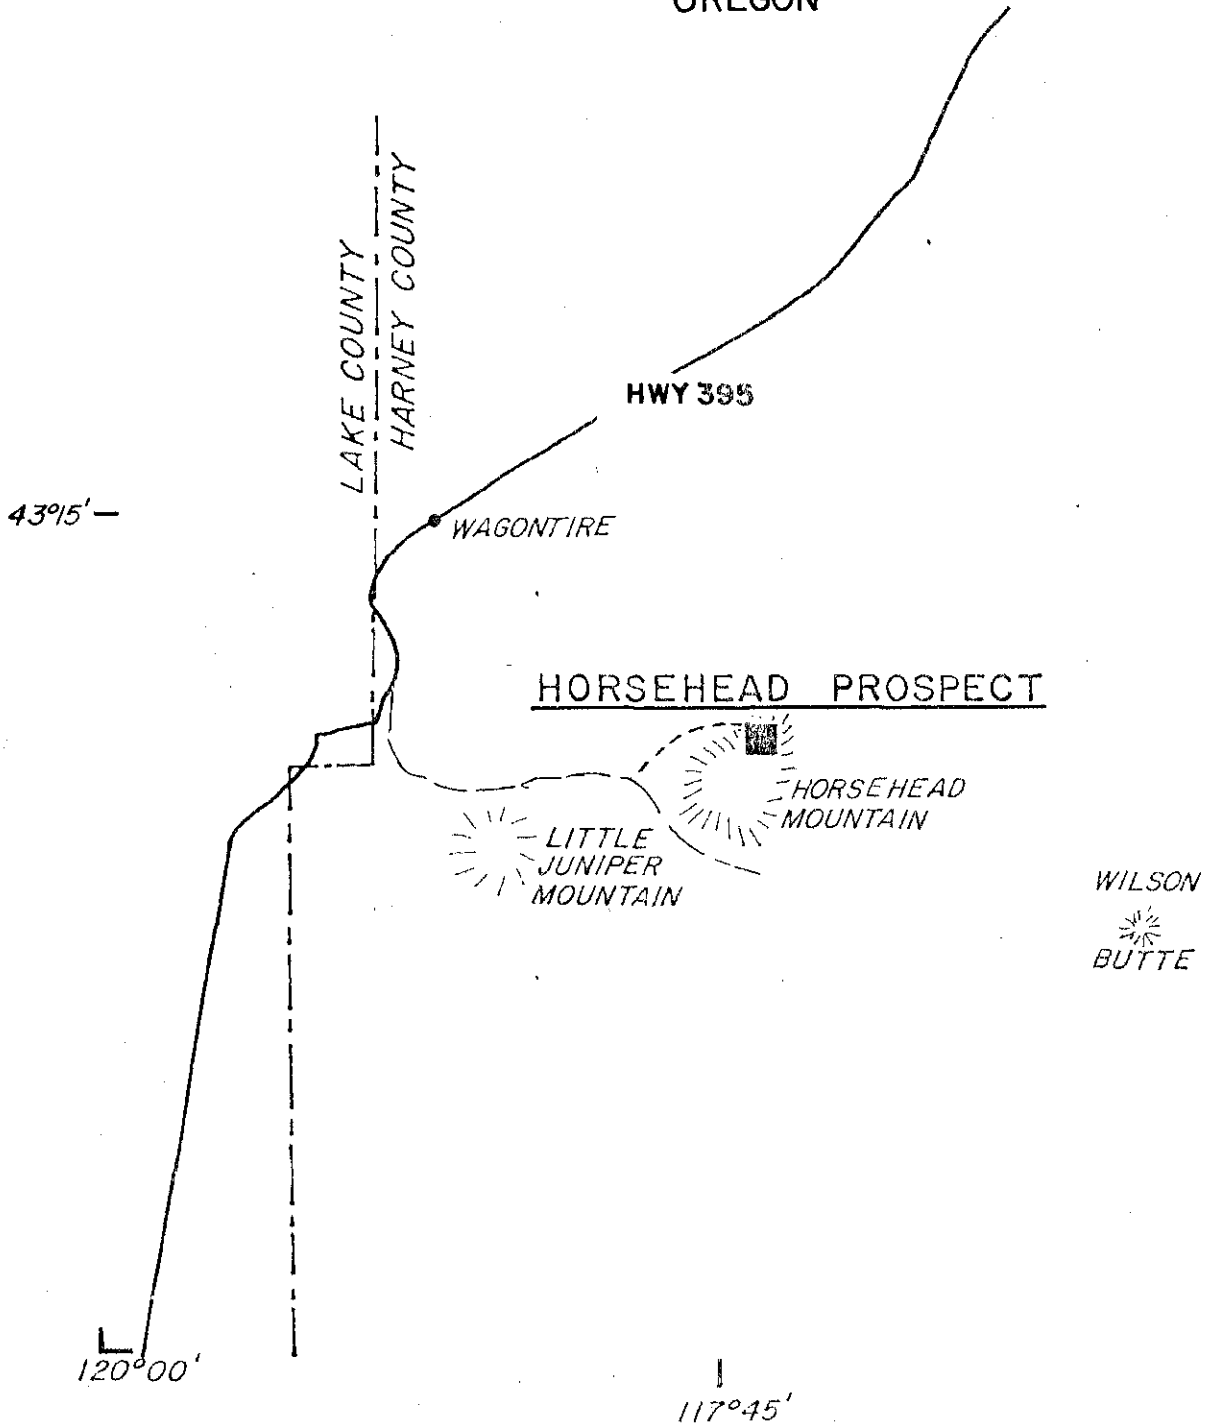 OREGON
LAKE COUNTY
HARNEY COUNTY
HWY 395
43°15'
WAGONTIRE
HORSEHEAD PROSPECT
HORSEHEAD
MOUNTAIN
LITTLE
JUNIPER
MOUNTAIN
WILSON
BUTTE
120°00'
117°45'